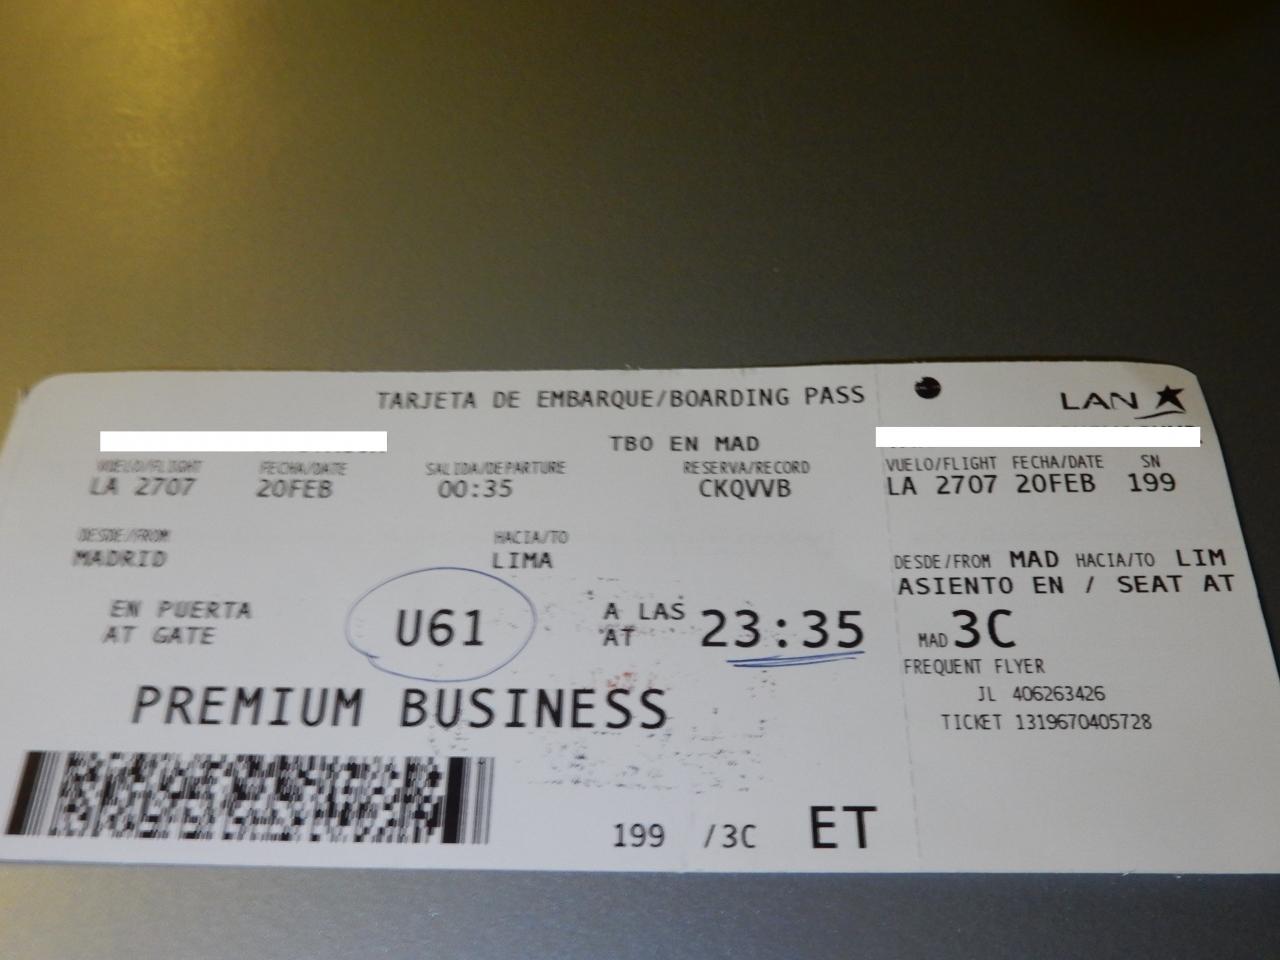 TARJETA DE EMBARQUE/BOARDING PASS
TBO EN MAD
VUELO/FLIGHT FECHA/DATE SALIDA/DEPARTURE RESERVA/RECORD
LA 2707 20FEB 00:35 CKQVVB
DESDE/FROM HACIA/TO
MADRID LIMA
EN PUERTA A LAS
AT GATE U61 AT 23:35
PREMIUM BUSINESS
199 /3C ET
LAN
VUELO/FLIGHT FECHA/DATE SN
LA 2707 20FEB 199
DESDE/FROM MAD HACIA/TO LIM
ASIENTO EN / SEAT AT
MAD 3C
FREQUENT FLYER
JL 406263426
TICKET 1319670405728